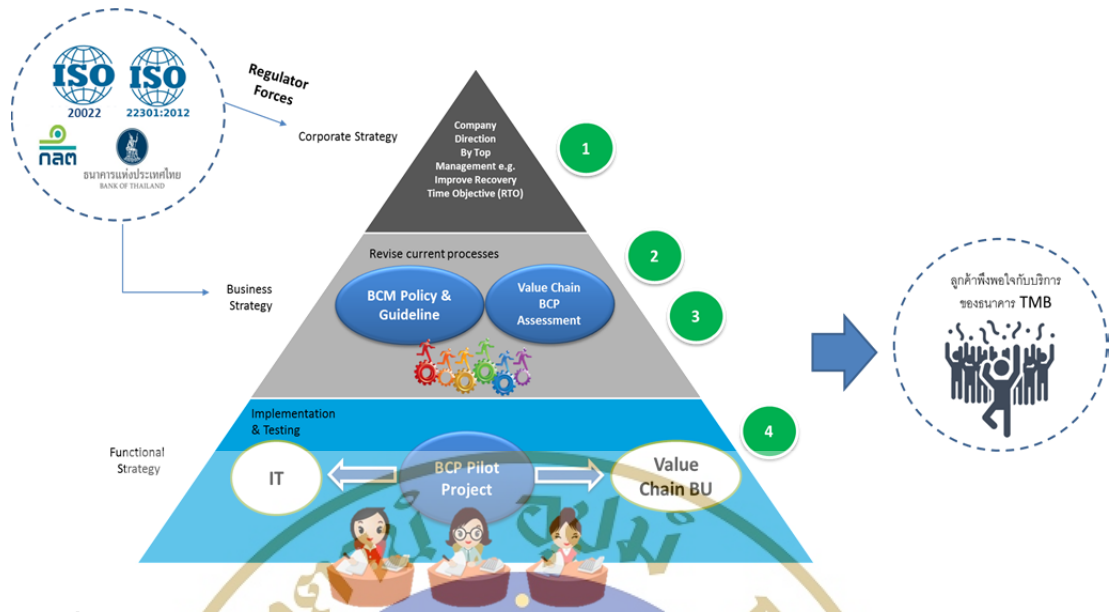 ISO
20022
ISO
22301:2012
กลต
ธนาคารแห่งประเทศไทย
BANK OF THAILAND
Regulator
Forces
Corporate Strategy
Company
Direction
By Top
Management e.g.
Improve Recovery
Time Objective (RTO)
1
Business
Strategy
Revise current processes
BCM Policy &
Guideline
Value Chain
BCP
Assessment
2
3
Functional
Strategy
Implementation
& Testing
IT
BCP Pilot
Project
Value
Chain BU
4
ลูกค้าพึงพอใจกับบริการ
ของธนาคาร TMB